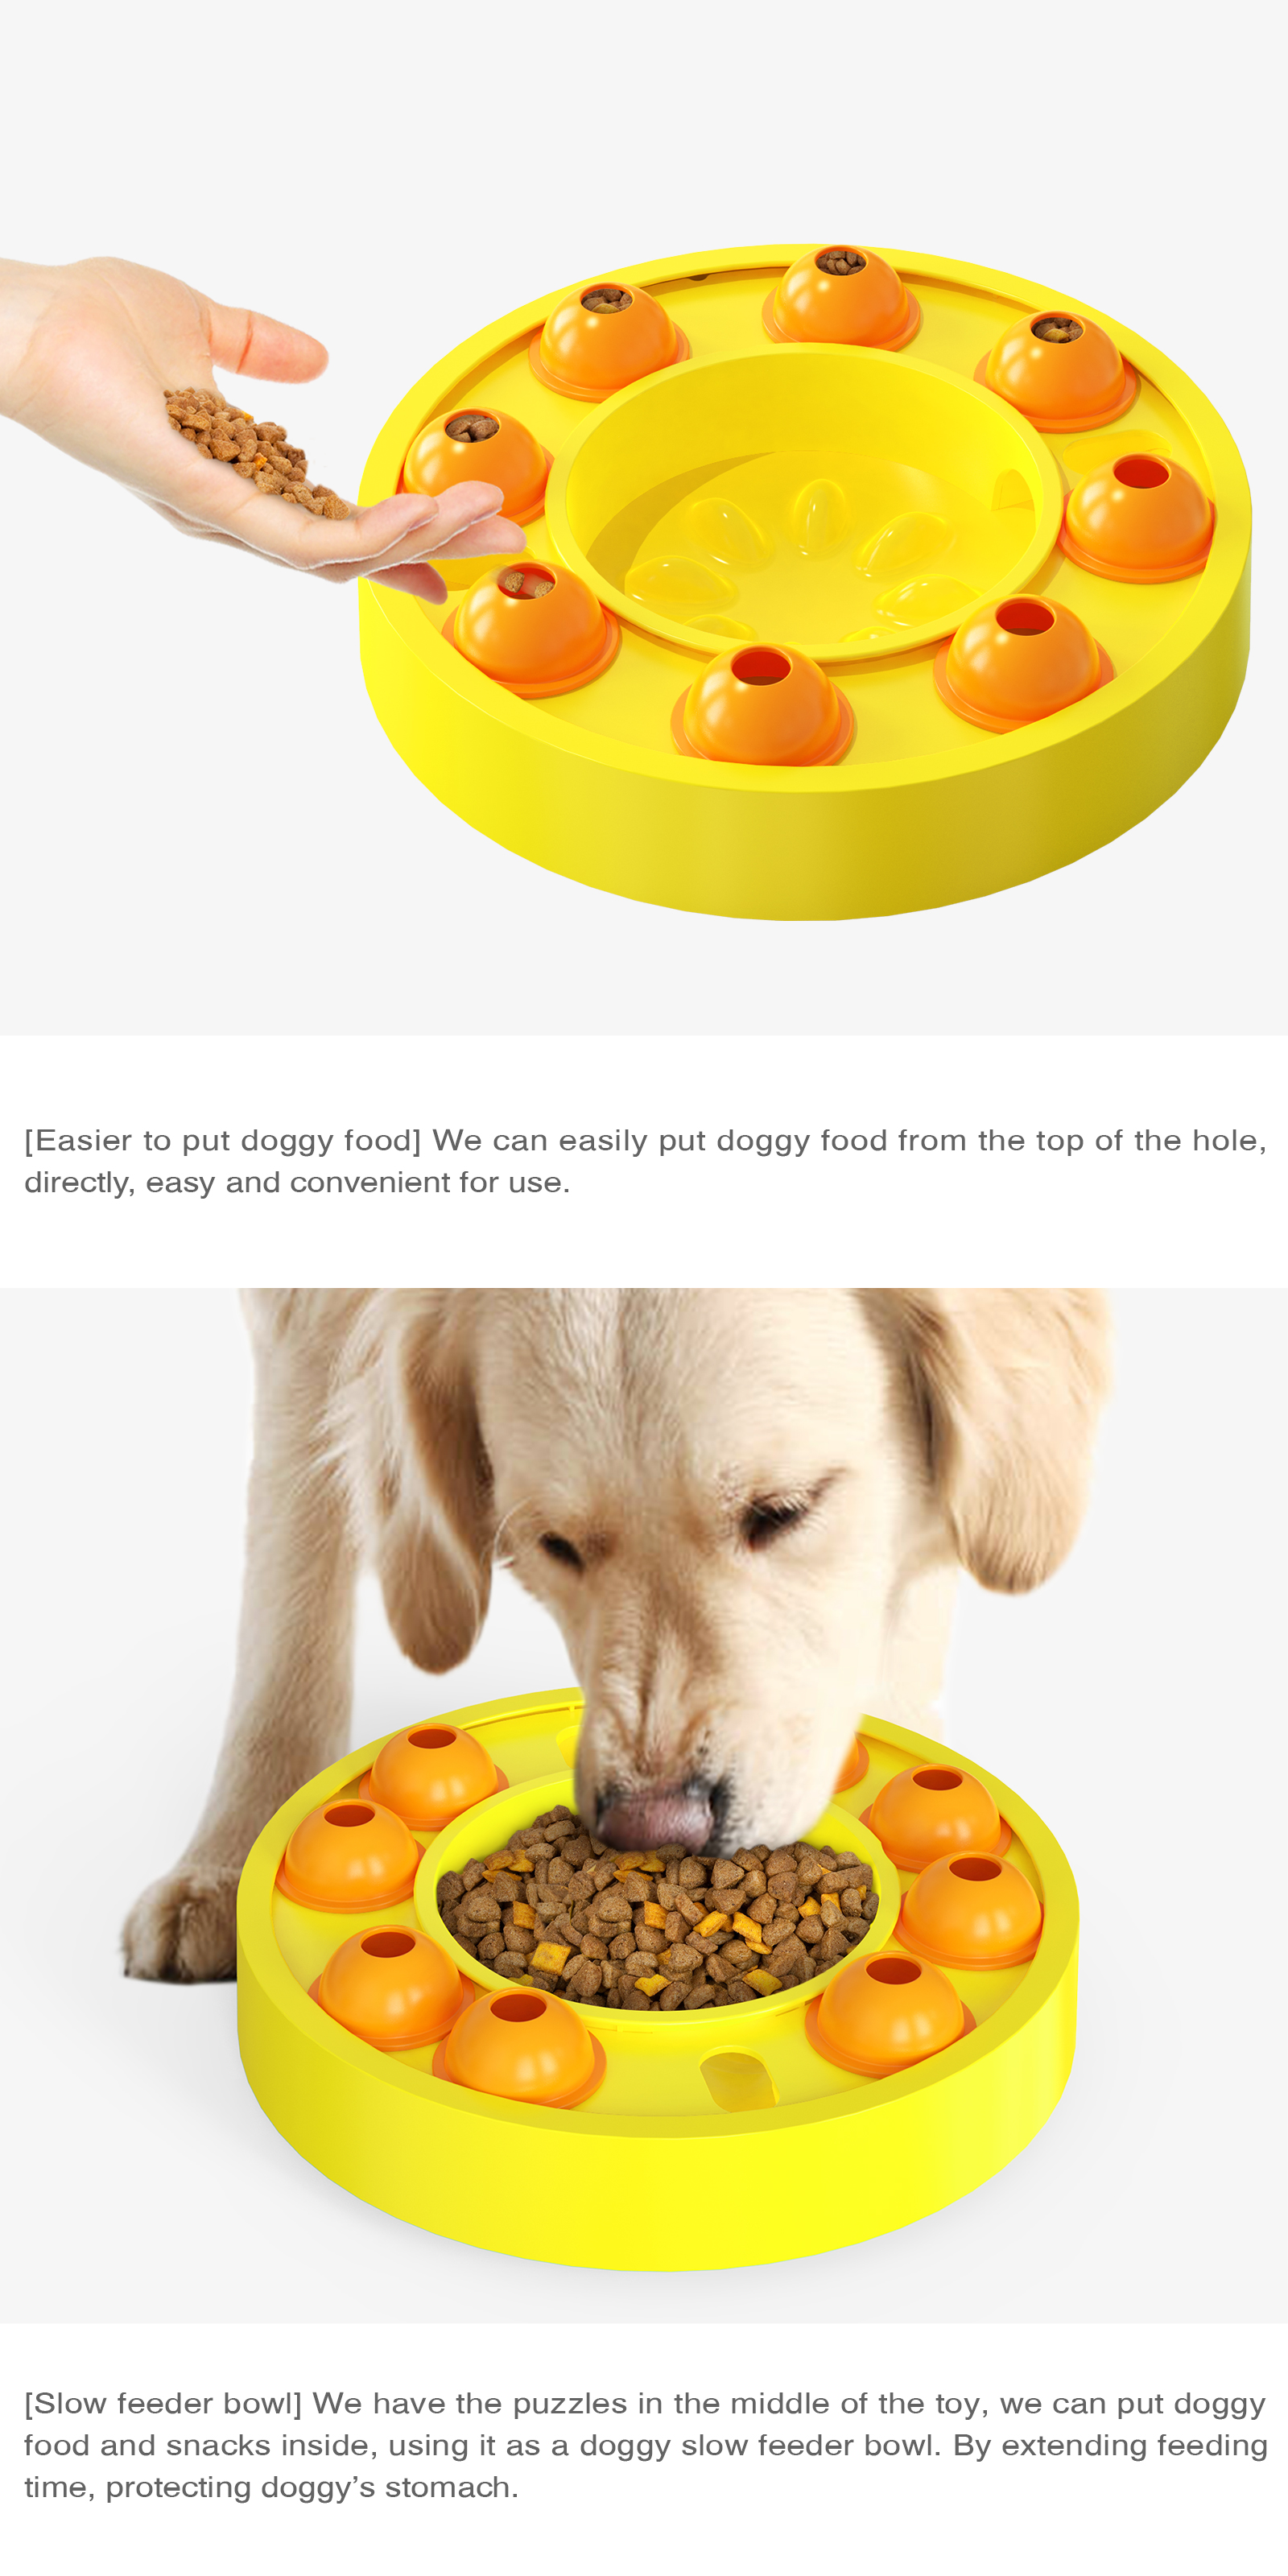 [Easier to put doggy food] We can easily put doggy food from the top of the hole,
directly, easy and convenient for use.
[Slow feeder bowl] We have the puzzles in the middle of the toy, we can put doggy
food and snacks inside, using it as a doggy slow feeder bowl. By extending feeding
time, protecting doggy’s stomach.